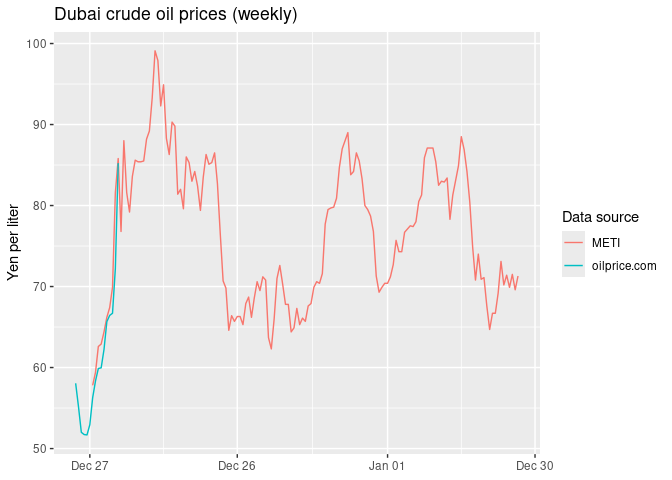 Dubai crude oil prices (weekly)
100
90
80
70
60
50
Yen per liter
Dec 27
Dec 26
Jan 01
Dec 30
Data source
METI
oilprice.com